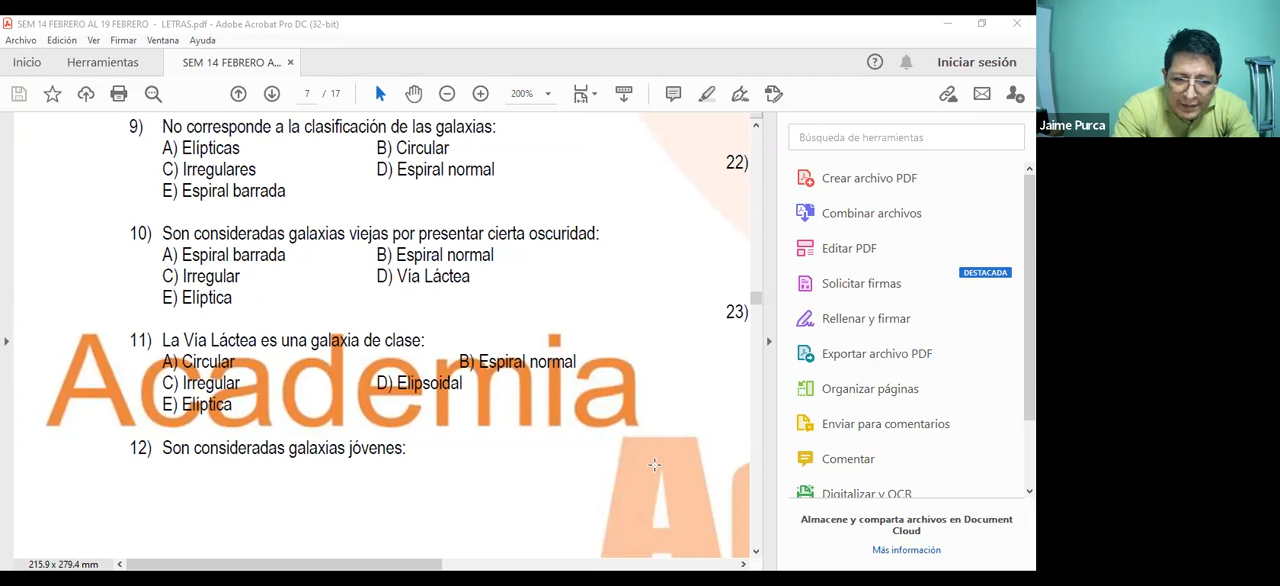 SEM 14 FEBRERO AL 19 FEBRERO - LETRAS.pdf - Adobe Acrobat Pro DC (32-bit)
Archivo Edición Ver Firmar Ventana Ayuda
Inicio Herramientas SEM 14 FEBRERO A... × Iniciar sesión
7 / 17 200%
Jaime Purca
9) No corresponde a la clasificación de las galaxias:
A) Elípticas B) Circular
C) Irregulares D) Espiral normal
E) Espiral barrada
22)
10) Son consideradas galaxias viejas por presentar cierta oscuridad:
A) Espiral barrada B) Espiral normal
C) Irregular D) Vía Láctea
E) Elíptica
23)
11) La Vía Láctea es una galaxia de clase:
A) Circular B) Espiral normal
C) Irregular D) Elipsoidal
E) Elíptica
Academia
12) Son consideradas galaxias jóvenes:
Búsqueda de herramientas
Crear archivo PDF
Combinar archivos
Editar PDF
DESTACADA
Solicitar firmas
Rellenar y firmar
Exportar archivo PDF
Organizar páginas
Enviar para comentarios
Comentar
Digitalizar y OCR
Almacene y comparta archivos en Document
Cloud
Más información
215.9 x 279.4 mm